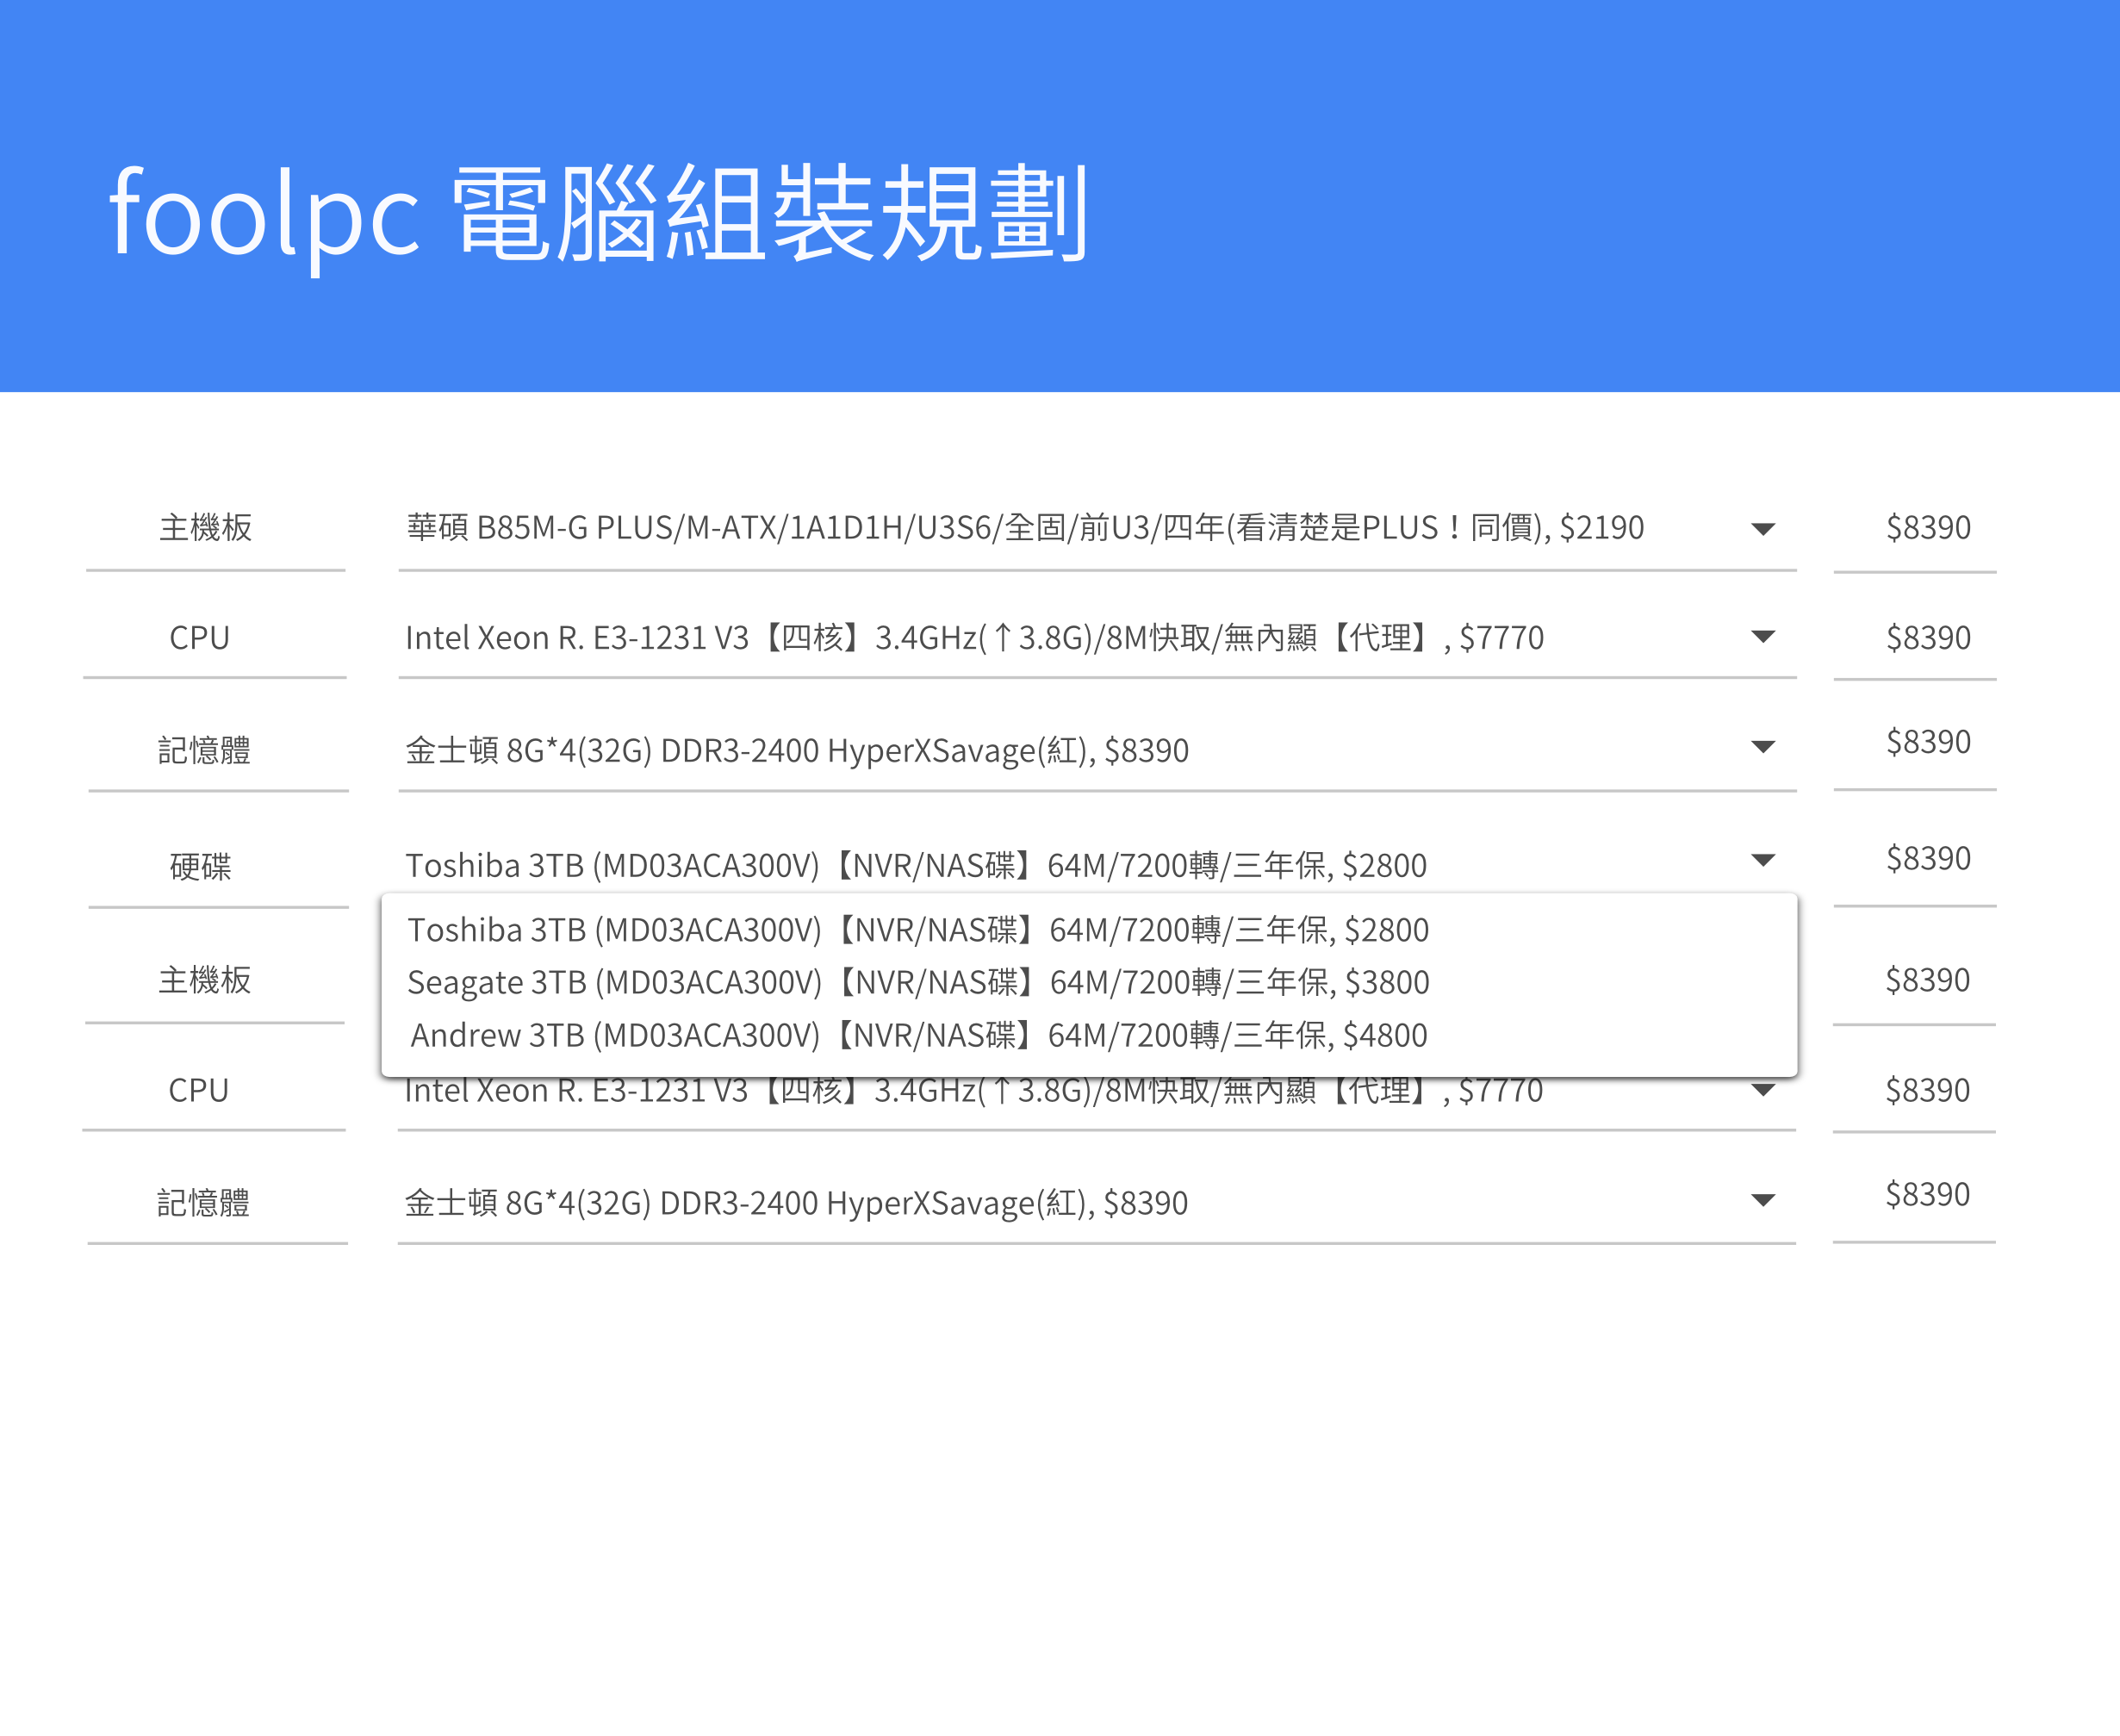 foolpc 電腦組裝規劃
主機板 華碩 B85M-G PLUS/M-ATX/1A1D1H/U3S6/全固/前U3/四年(看清楚是PLUS！同價), $2190 $8390
CPU Intel Xeon R. E3-1231 V3【四核】3.4GHz(↑3.8G)/8M快取/無內顯【代理】, $7770 $8390
記憶體 金士頓 8G*4(32G) DDR3-2400 HyperXSavage(紅), $8390 $8390
硬碟 Toshiba 3TB (MD03ACA300V)【NVR/NAS碟】64M/7200轉/三年保, $2800 $8390
Toshiba 3TB (MD03ACA300V)【NVR/NAS碟】64M/7200轉/三年保, $2800
主機板 Seagate 3TB (MD03ACA300V)【NVR/NAS碟】64M/7200轉/三年保, $3800 $8390
Andrew 3TB (MD03ACA300V)【NVR/NAS碟】64M/7200轉/三年保, $4800
CPU Intel Xeon R. E3-1231 V3【四核】3.4GHz(↑3.8G)/8M快取/無內顯【代理】, $7770 $8390
記憶體 金士頓 8G*4(32G) DDR3-2400 HyperXSavage(紅), $8390 $8390